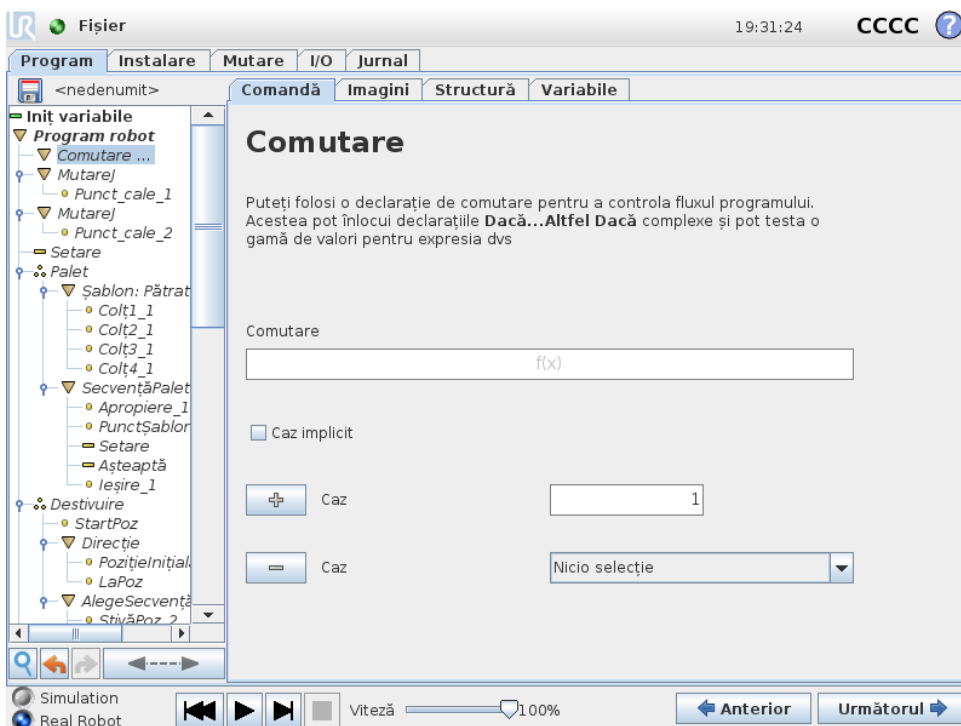 Fișier
19:31:24
CCCC
?
Program Instalare Mutare I/O Jurnal
<nedenumit>
Iniț variabile
Program robot
Comutare ...
MutareJ
Punct_cale_1
MutareJ
Punct_cale_2
Setare
Palet
Șablon: Pătrat
Colț1_1
Colț2_1
Colț3_1
Colț4_1
SecvențăPalet
Apropiere_1
PunctȘablor
Setare
Așteaptă
Ieșire_1
Destivuire
StartPoz
Direcție
PozițieInițial
LaPoz
AlegeSecvență
StivăPoz_2
Comandă Imagini Structură Variabile
Comutare
Puteți folosi o declarație de comutare pentru a controla fluxul programului.
Acestea pot înlocui declarațiile Dacă...Altfel Dacă complexe și pot testa o
gamă de valori pentru expresia dvs
Comutare
f(x)
Caz implicit
Caz 1
Caz Nicio selecție
Simulation
Real Robot
Viteză 100%
Anterior Următorul